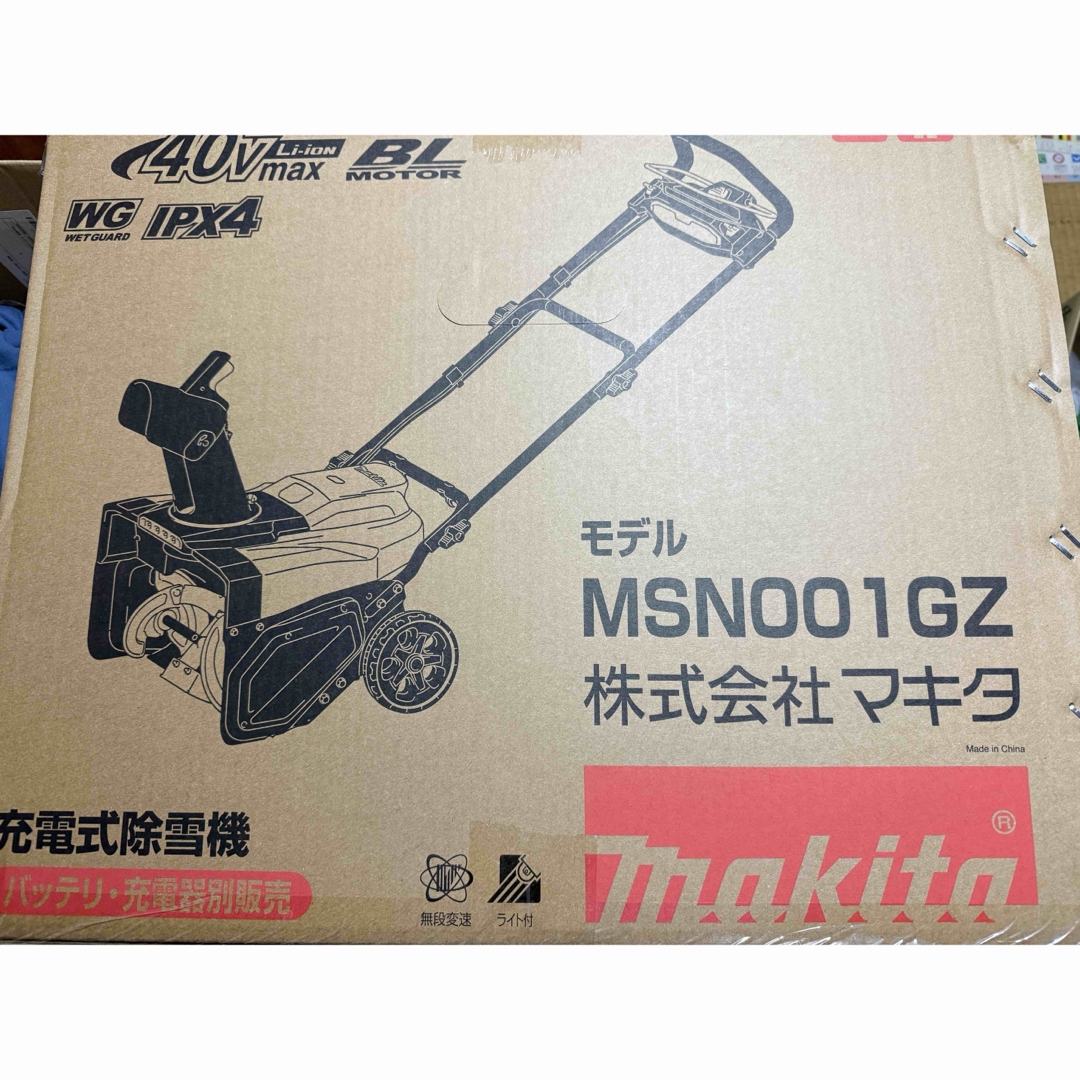 40Vmax Li-ion BL MOTOR
WG IPX4
WET GUARD
makita
モデル
MSN001GZ
株式会社マキタ
Made in China
充電式除雪機
バッテリ・充電器別販売
無段変速 ライト付
makita®